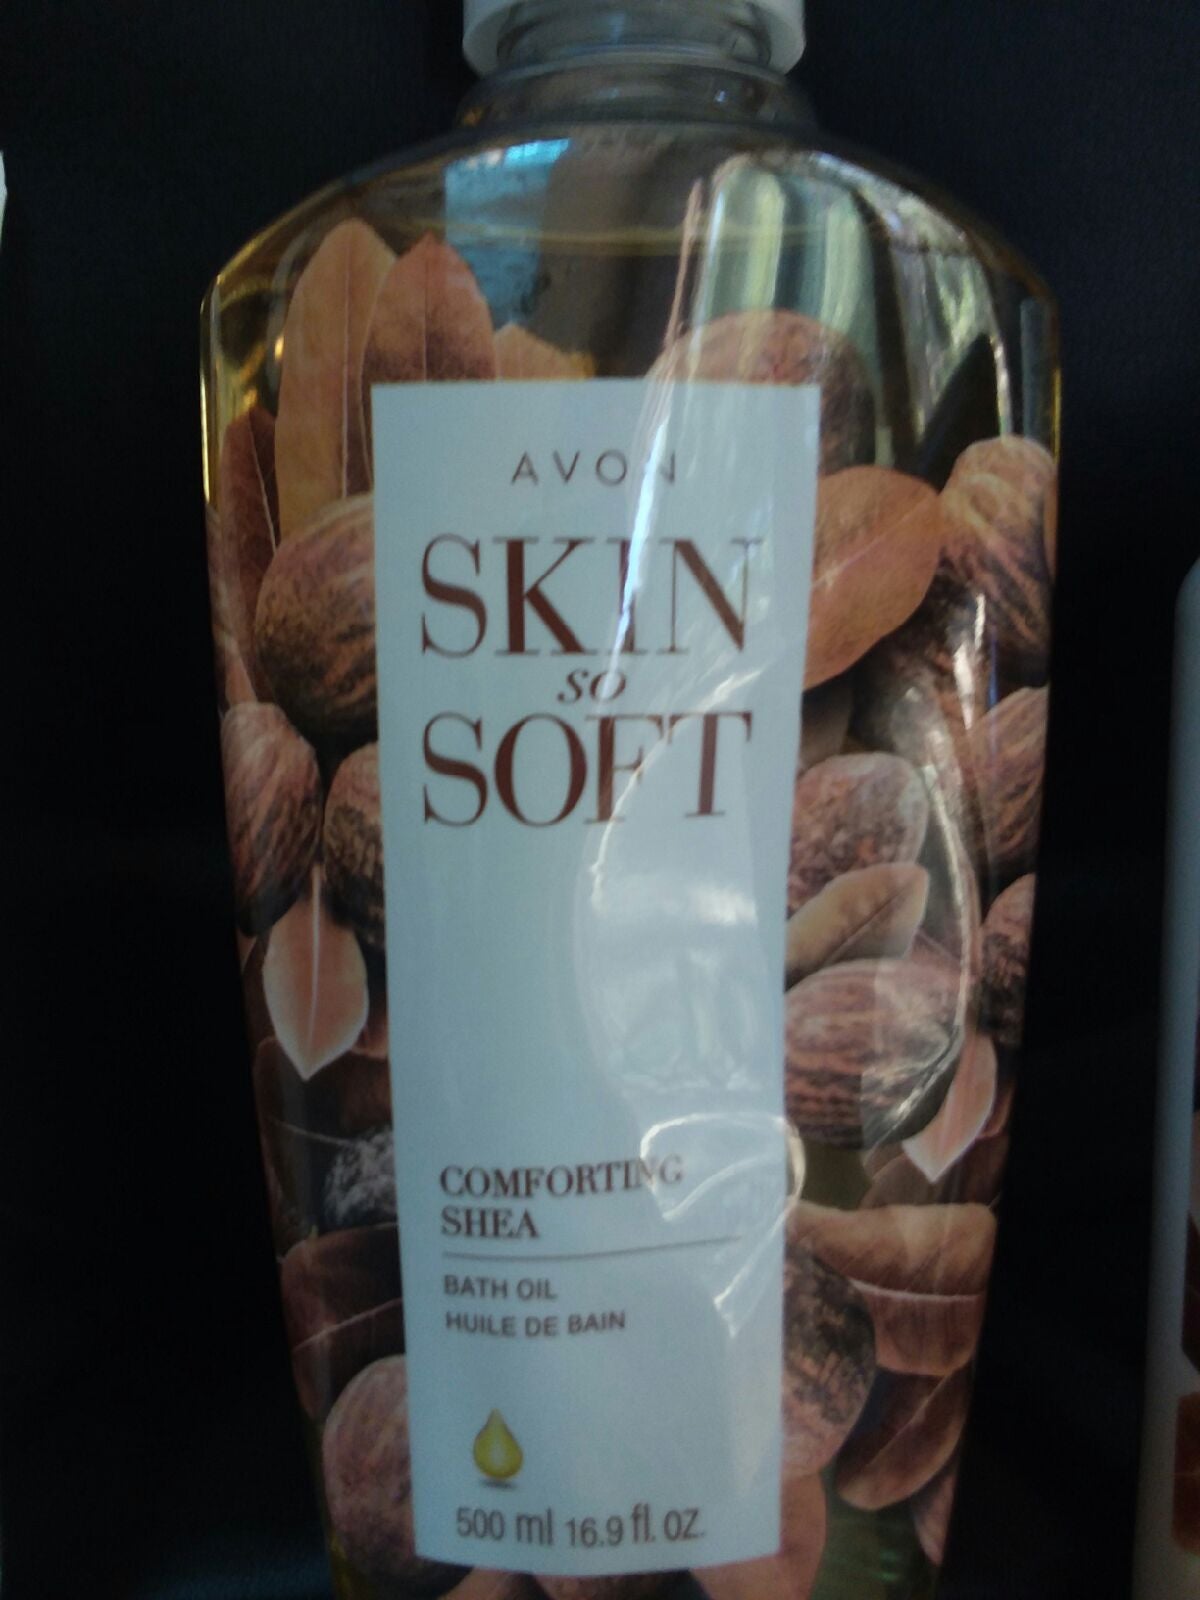 AVON
SKIN
so
SOFT
COMFORTING
SHEA
BATH OIL
HUILE DE BAIN
500 ml 16.9 fl. oz.